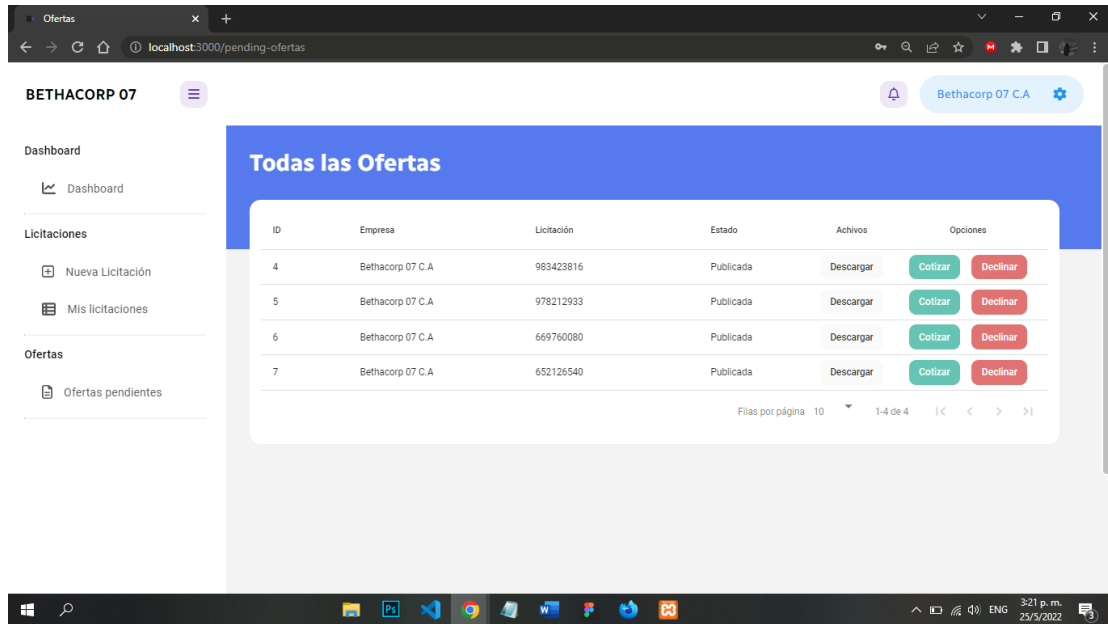 Ofertas
localhost:3000/pending-ofertas
M
BETHACORP 07
Bethacorp 07 C.A
Dashboard
Dashboard
Licitaciones
Nueva Licitación
Mis licitaciones
Ofertas
Ofertas pendientes
Todas las Ofertas
ID Empresa Licitación Estado Achivos Opciones
4 Bethacorp 07 C.A 983423816 Publicada Descargar Cotizar Declinar
5 Bethacorp 07 C.A 978212933 Publicada Descargar Cotizar Declinar
6 Bethacorp 07 C.A 669760080 Publicada Descargar Cotizar Declinar
7 Bethacorp 07 C.A 652126540 Publicada Descargar Cotizar Declinar
Filas por página 10 1-4 de 4
Ps
W
ENG
3:21 p. m.
25/5/2022
3